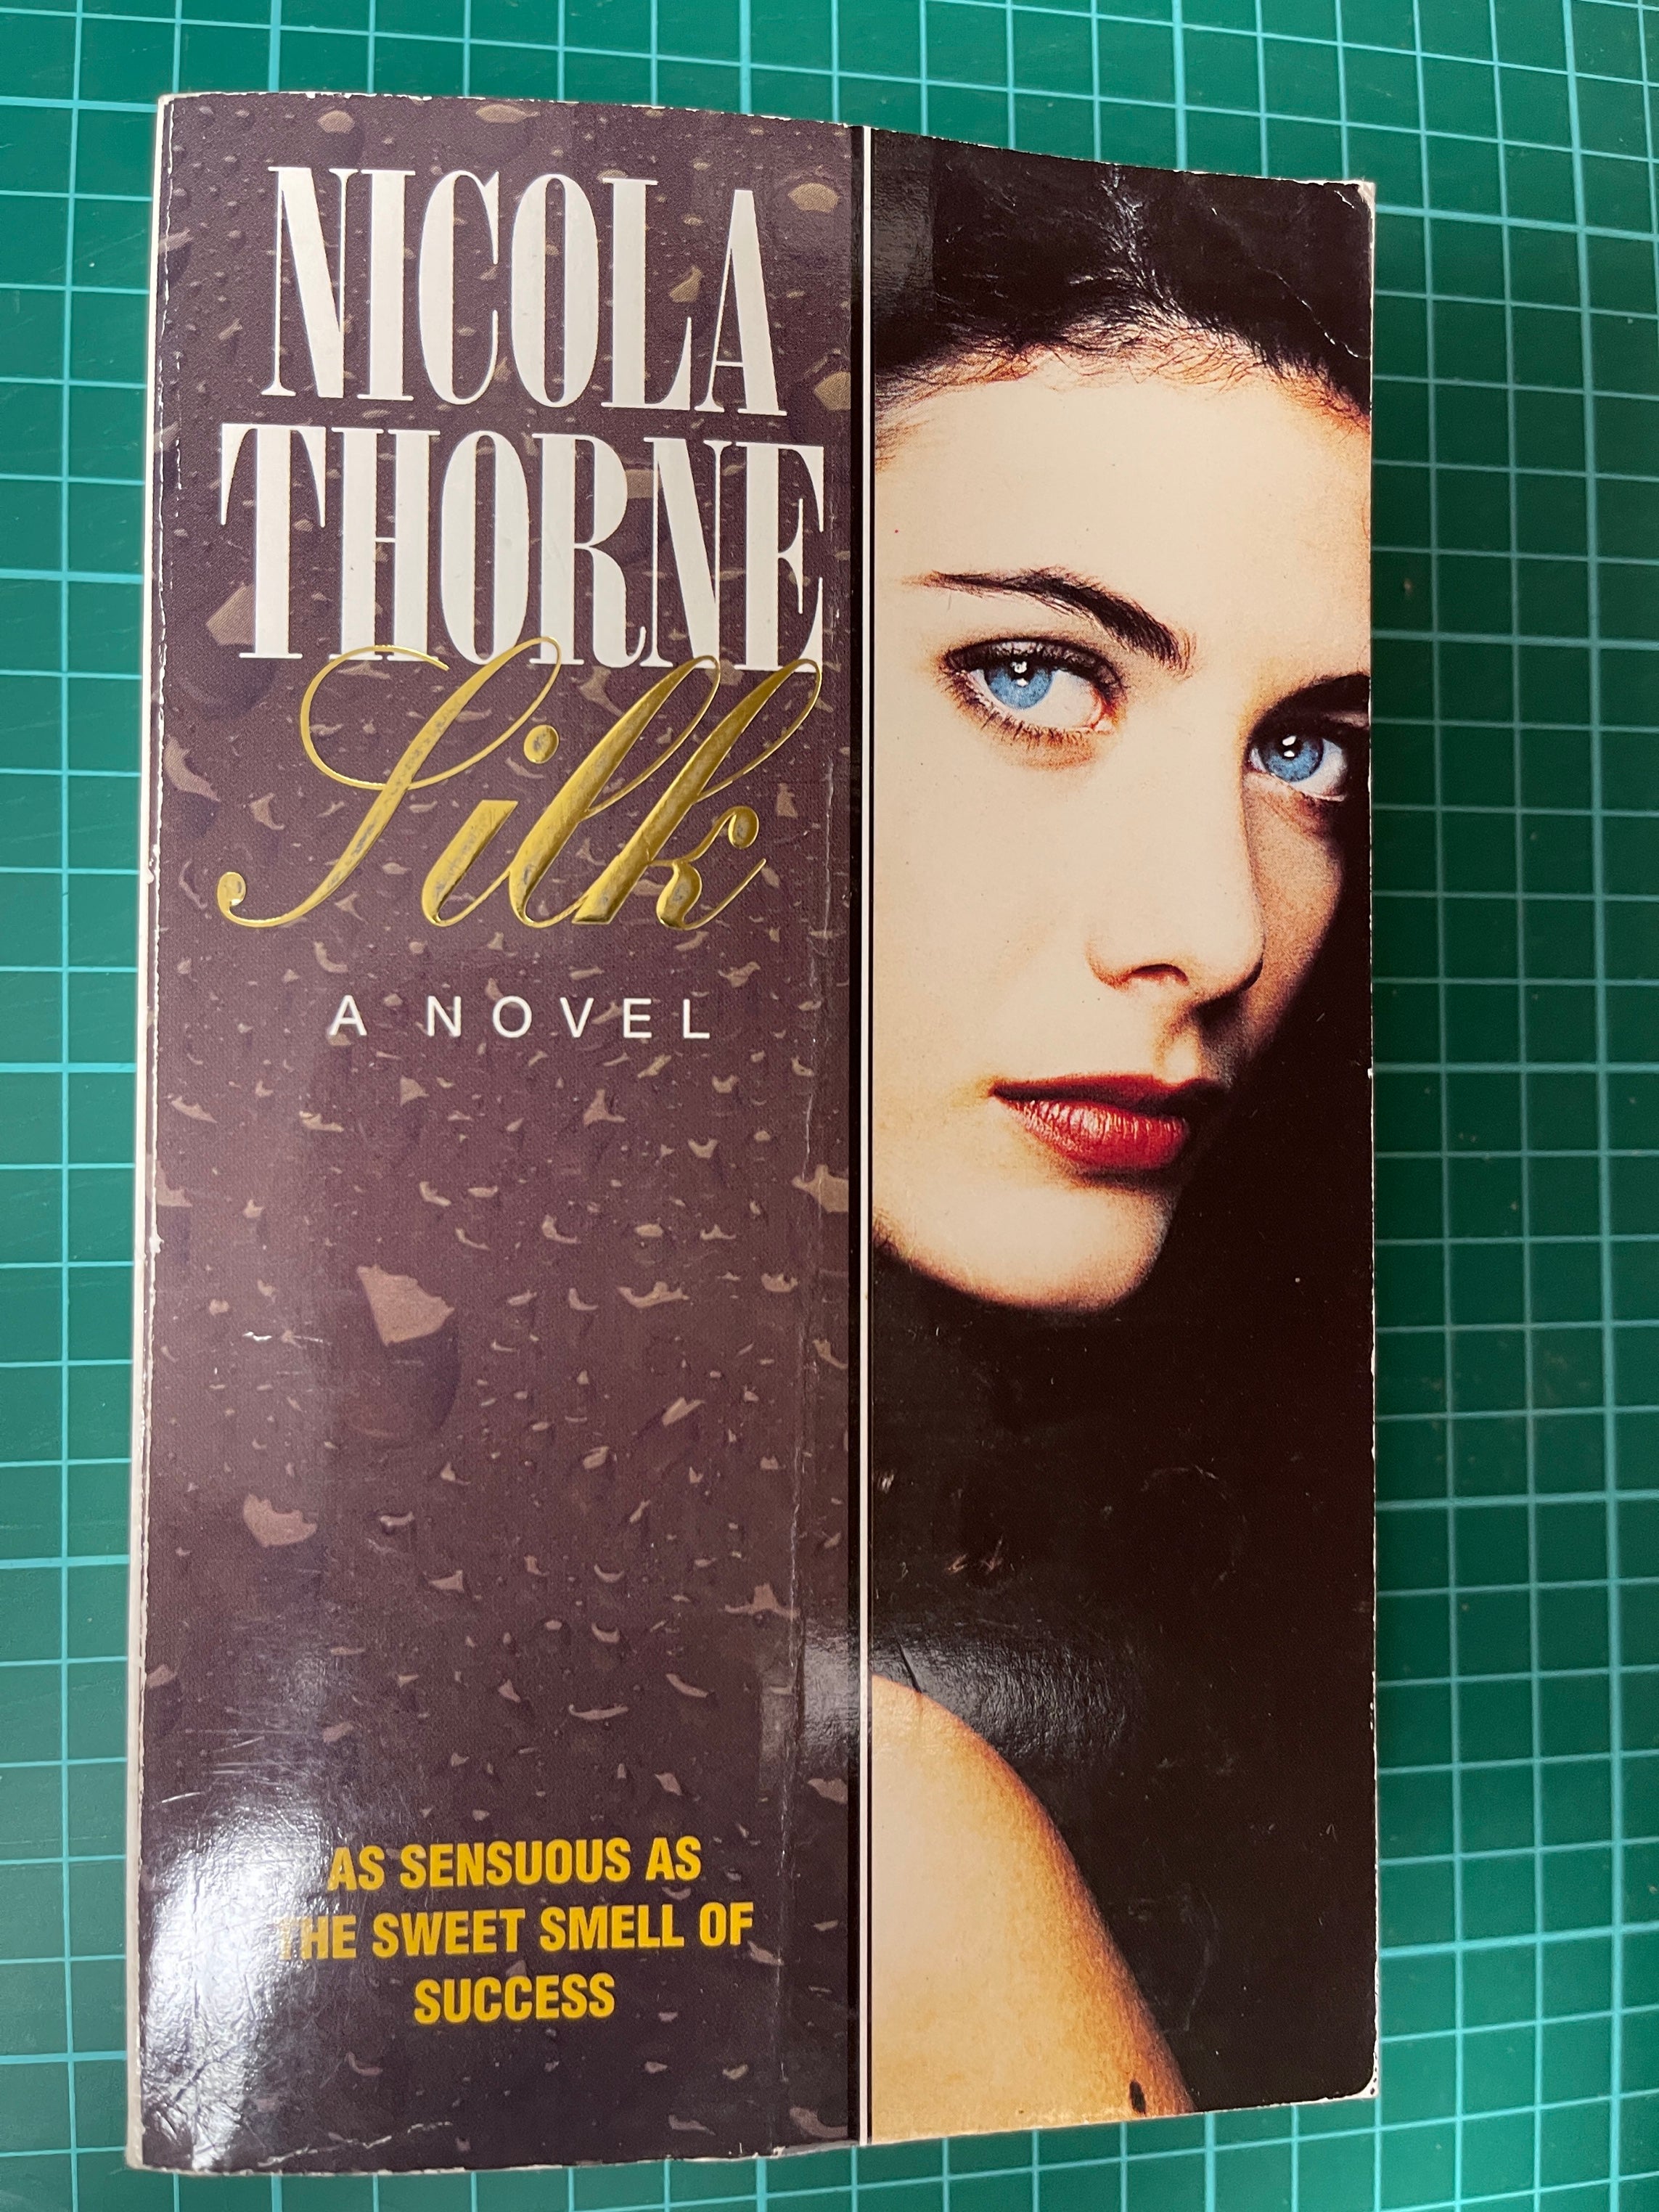 NICOLA
THORNE
Silk
A NOVEL
AS SENSUOUS AS
THE SWEET SMELL OF
SUCCESS